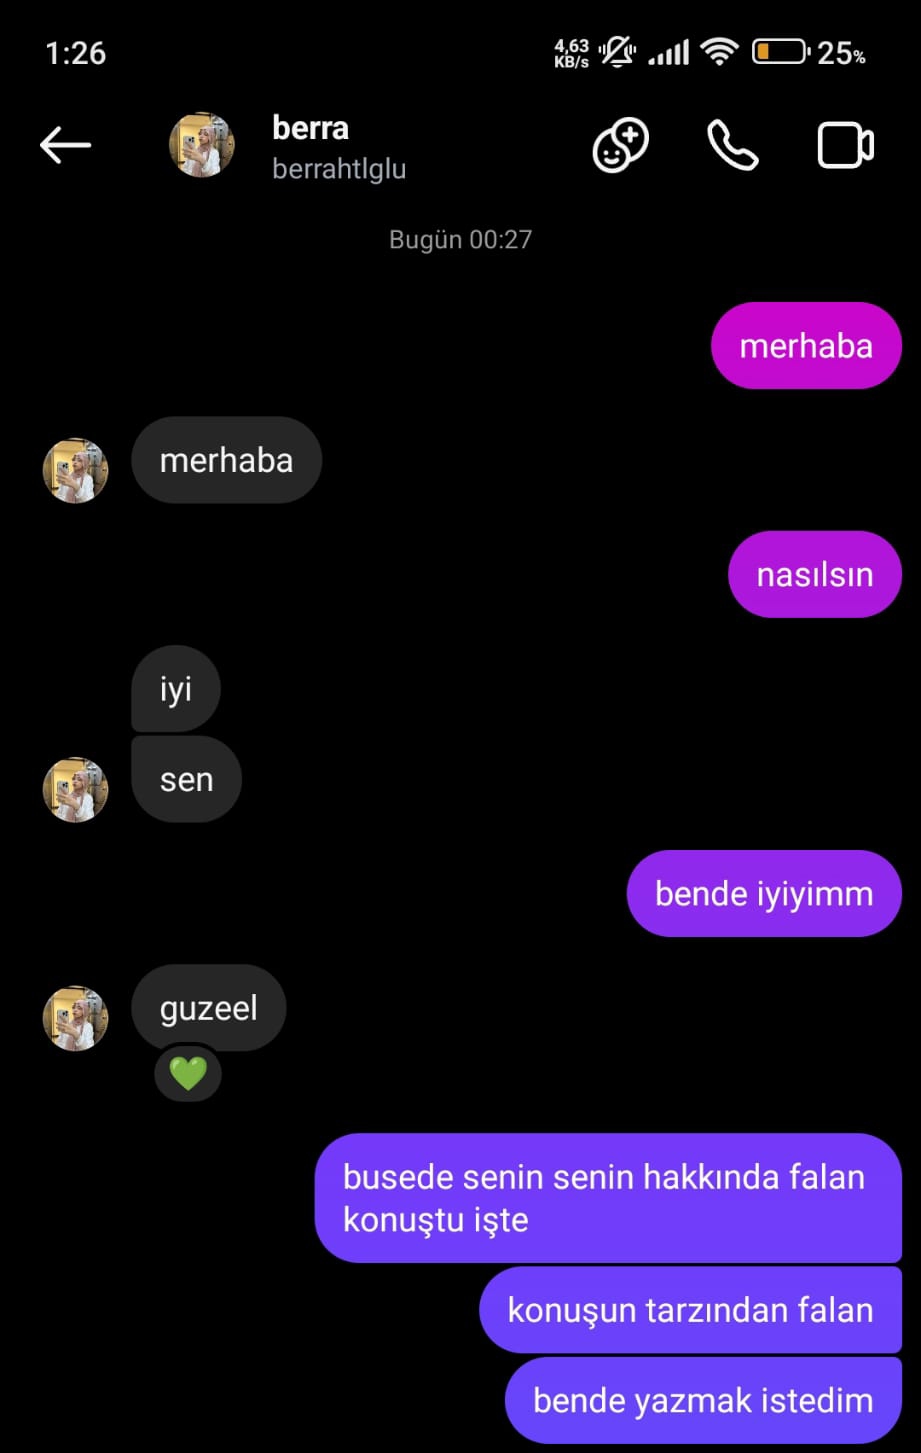 1:26
4,63
KB/s
25%
berra
berrahtlglu
Bugün 00:27
merhaba
merhaba
nasılsın
iyi
sen
bende iyiyimm
guzeel
busede senin senin hakkında falan
konuştu işte
konuşun tarzından falan
bende yazmak istedim